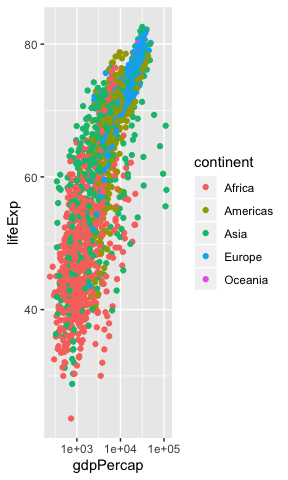 80
60
40
lifeExp
1e+03 1e+04 1e+05
gdpPercap
continent
Africa
Americas
Asia
Europe
Oceania